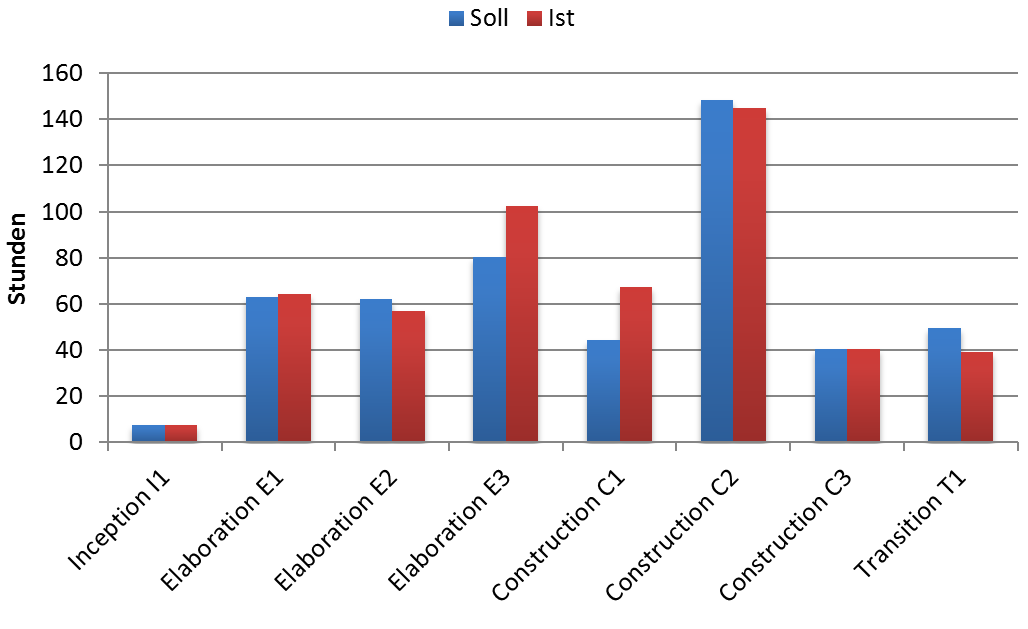 Soll Ist
160
140
120
100
80
60
40
20
0
Stunden
Inception I1
Elaboration E1
Elaboration E2
Elaboration E3
Construction C1
Construction C2
Construction C3
Transition T1